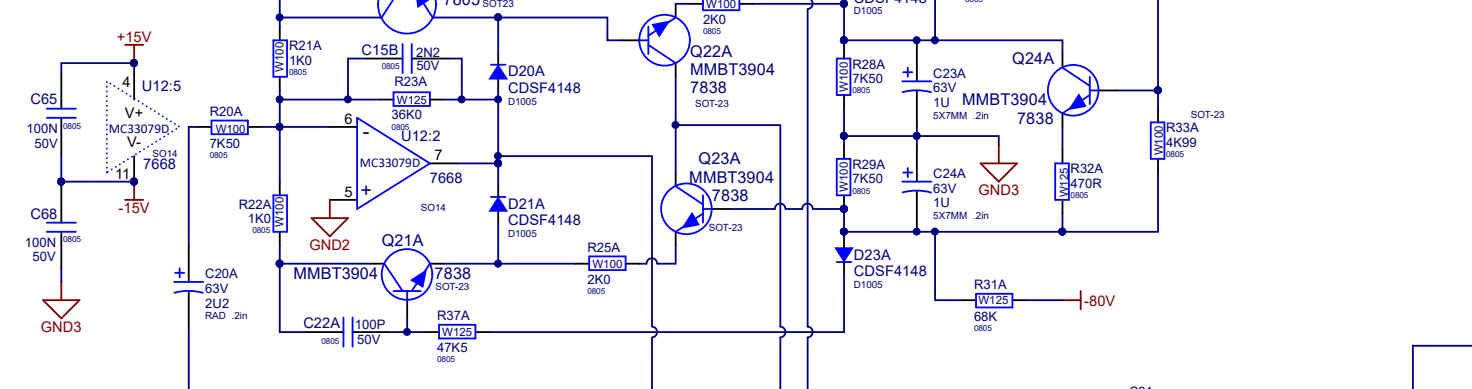 7805 SOT23
W100
2K0
0805
D1005
+15V
4
U12:5
V+
MC33079D
V-
SO14
7668
11
-15V
C65
100N 0805
50V
C68
100N 0805
50V
GND3
R20A
W100
7K50
0805
C20A
63V
2U2
RAD .2in
R21A
W100
1K0
0805
C15B 2N2
0805 50V
R23A
W125
36K0
0805
U12:2
6
-
MC33079D
7
7668
5
+
SO14
GND2
R22A
W100
1K0
0805
D20A
CDSF4148
D1005
D21A
CDSF4148
D1005
Q21A
MMBT3904
7838
SOT-23
C22A 100P
0805 50V
R37A
W125
47K5
0805
R25A
W100
2K0
0805
Q22A
MMBT3904
7838
SOT-23
Q23A
MMBT3904
7838
SOT-23
R28A
W100
7K50
0805
R29A
W100
7K50
0805
C23A
63V
1U
5X7MM .2in
C24A
63V
1U
5X7MM .2in
D23A
CDSF4148
D1005
0805
Q24A
MMBT3904
7838
SOT-23
GND3
R32A
W125
470R
0805
R33A
W100
4K99
0805
R31A
W125
68K
0805
-80V